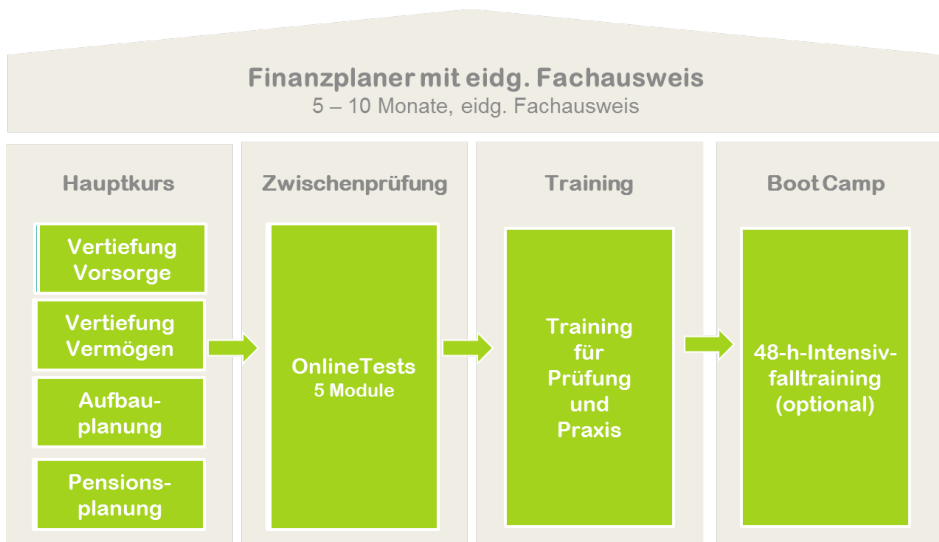 Finanzplaner mit eidg. Fachausweis
5 – 10 Monate, eidg. Fachausweis
Hauptkurs
Vertiefung
Vorsorge
Vertiefung
Vermögen
Aufbau-
planung
Pensions-
planung
Zwischenprüfung
OnlineTests
5 Module
Training
Training
für
Prüfung
und
Praxis
Boot Camp
48-h-Intensiv-
falltraining
(optional)